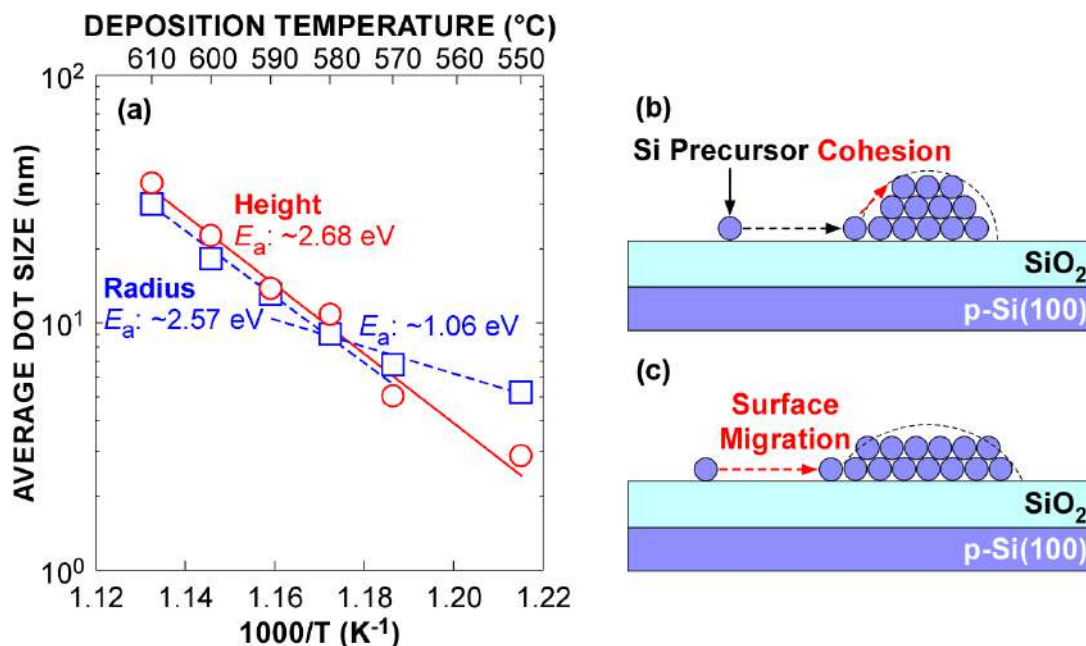 DEPOSITION TEMPERATURE (°C)
610 600 590 580 570 560 550
10²
(a)
Height
Eₐ: ~2.68 eV
Radius
Eₐ: ~2.57 eV
Eₐ: ~1.06 eV
10¹
10⁰
AVERAGE DOT SIZE (nm)
1.12 1.14 1.16 1.18 1.20 1.22
1000/T (K⁻¹)
(b)
Si Precursor Cohesion
SiO₂
p-Si(100)
(c)
Surface
Migration
SiO₂
p-Si(100)